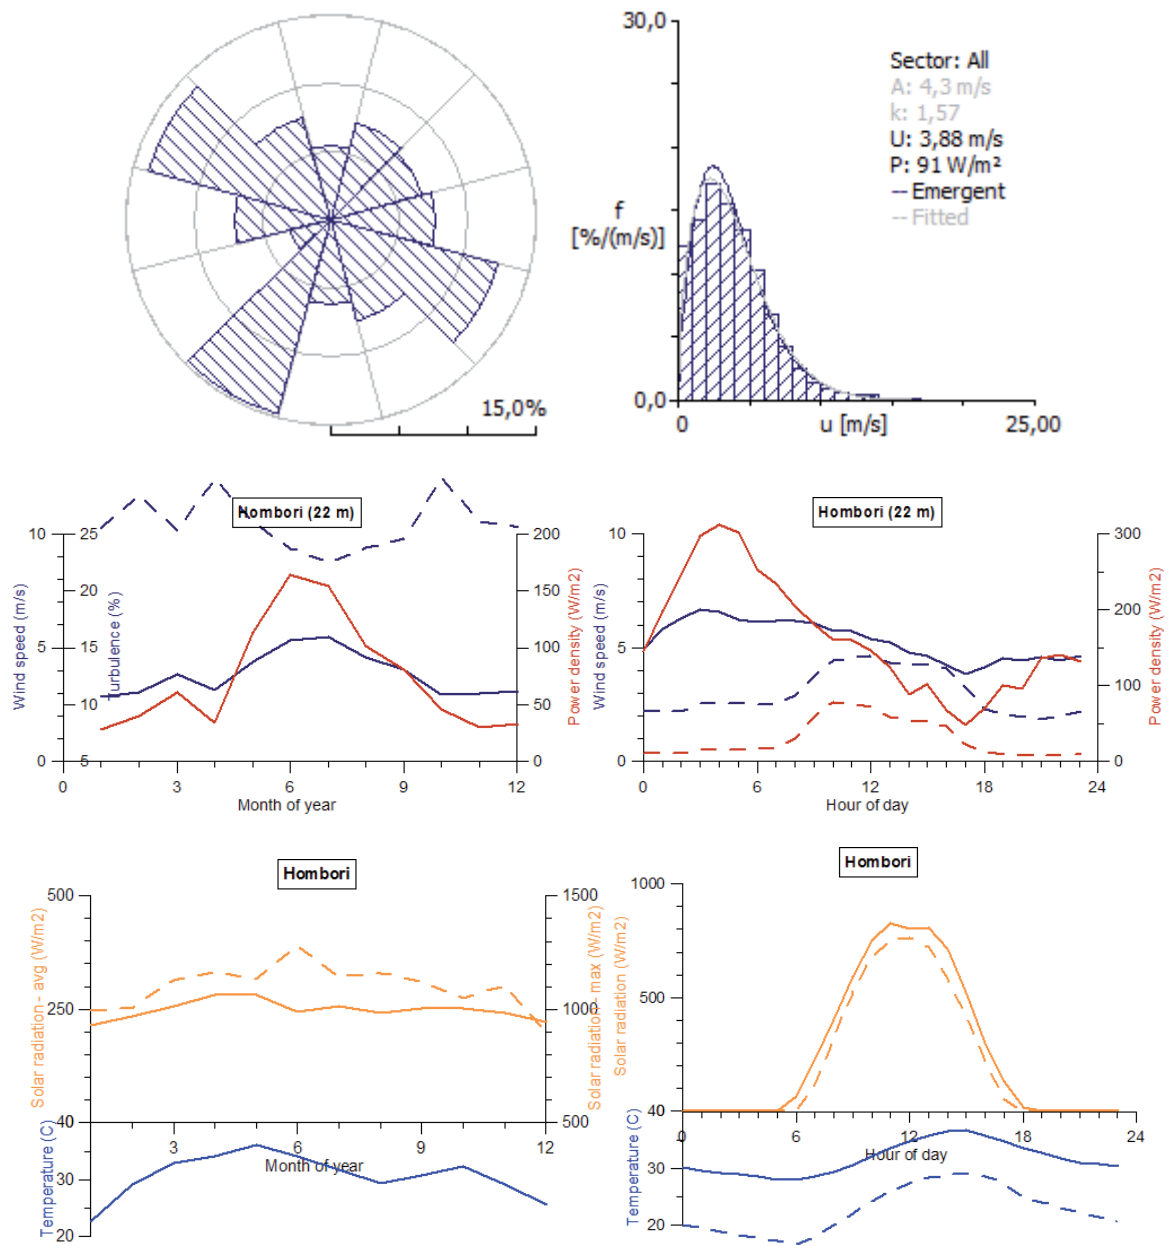 15,0%
30,0
f
[%/(m/s)]
0,0
0
u [m/s]
25,00
Sector: All
A: 4,3 m/s
k: 1,57
U: 3,88 m/s
P: 91 W/m²
Emergent
Fitted
Hombori (22 m)
10
5
0
Wind speed (m/s)
25
20
15
10
5
Turbulence (%)
200
150
100
50
0
Power density (W/m2)
0
3
6
9
12
Month of year
Hombori (22 m)
10
5
0
Wind speed (m/s)
300
200
100
0
Power density (W/m2)
0
6
12
18
24
Hour of day
Hombori
500
250
40
30
20
Solar radiation - avg (W/m2)
Temperature (C)
1500
1000
500
Solar radiation - max (W/m2)
3
6
9
12
Month of year
Hombori
1000
500
40
30
20
Solar radiation (W/m2)
Temperature (C)
0
6
12
18
24
Hour of day